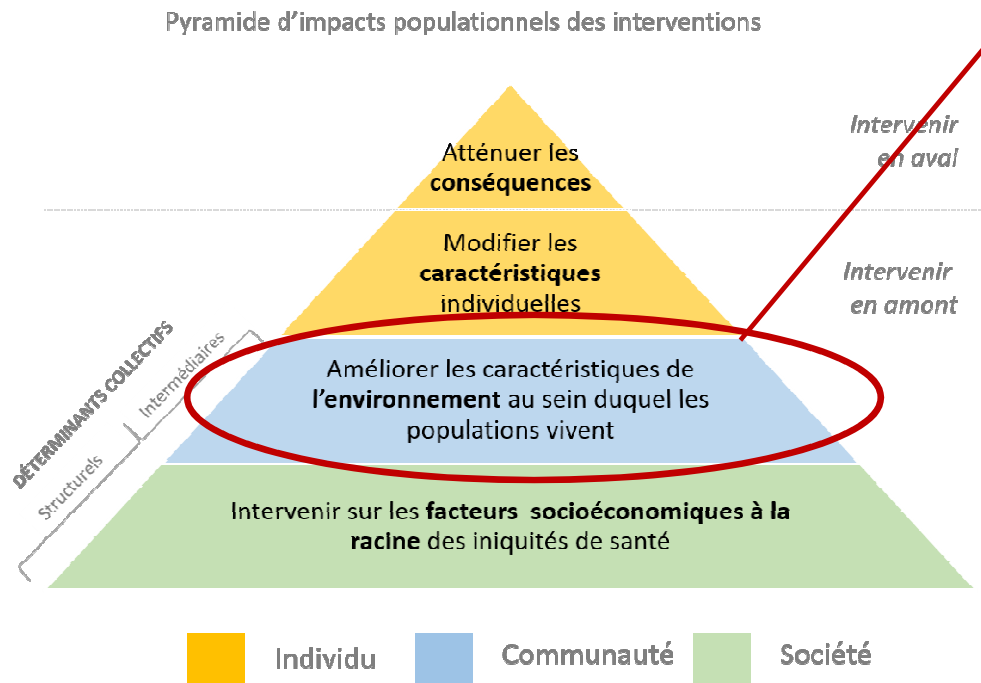 Pyramide d'impacts populationnels des interventions
Intervenir
en aval
Atténuer les
conséquences
Modifier les
caractéristiques
individuelles
Intervenir
en amont
DÉTERMINANTS COLLECTIFS
Intermédiaires
Structurels
Améliorer les caractéristiques de
l'environnement au sein duquel les
populations vivent
Intervenir sur les facteurs socioéconomiques à la
racine des iniquités de santé
Individu
Communauté
Société